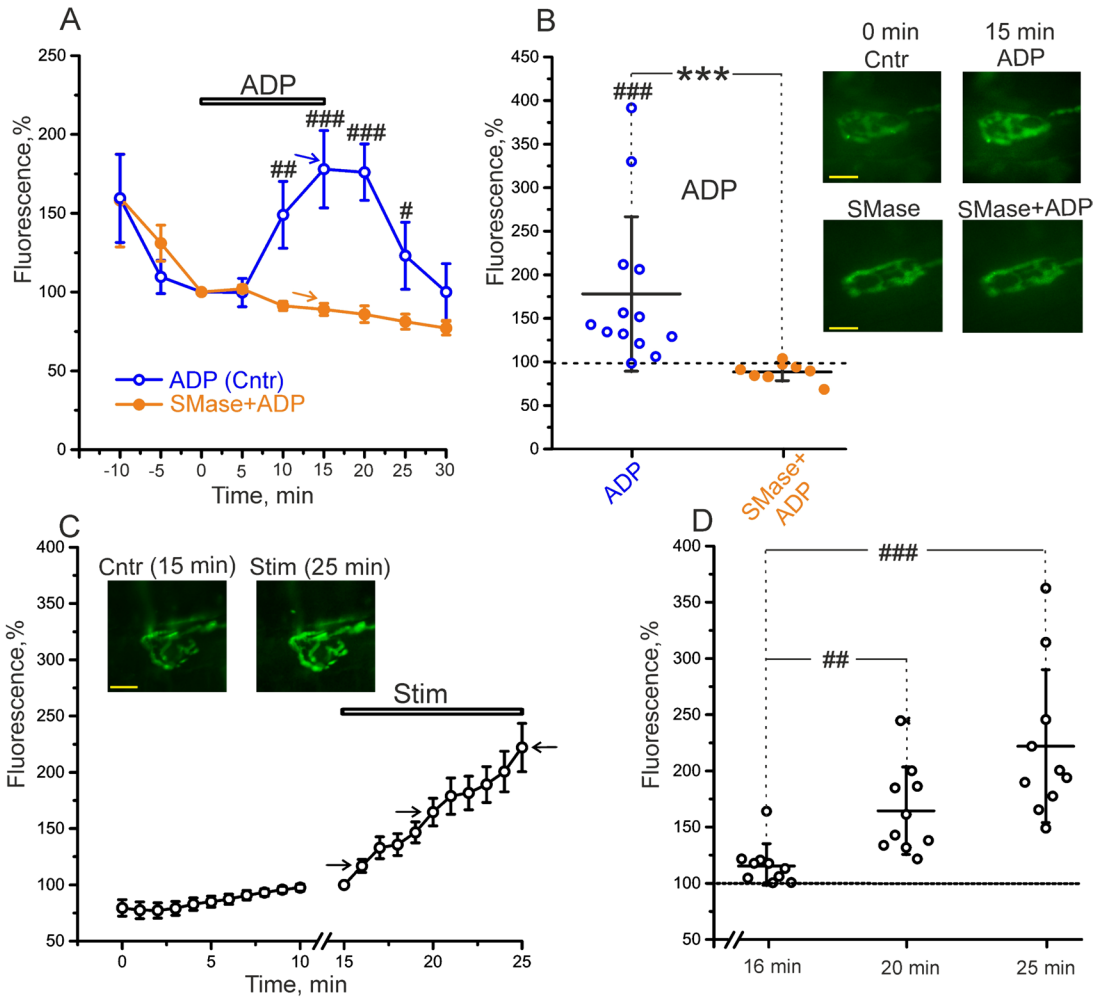 A
250
200
150
100
50
0
Fluorescence,%
ADP
##
###
###
#
ADP (Cntr)
SMase+ADP
-10
-5
0
5
10
15
20
25
30
Time, min
B
450
400
350
300
250
200
150
100
50
0
Fluorescence,%
###
***
ADP
ADP
SMase+
ADP
0 min
Cntr
15 min
ADP
SMase
SMase+ADP
C
400
350
300
250
200
150
100
50
Fluorescence,%
Cntr (15 min)
Stim (25 min)
Stim
0
5
10
15
20
25
Time, min
D
400
350
300
250
200
150
100
50
Fluorescence,%
###
##
16 min
20 min
25 min